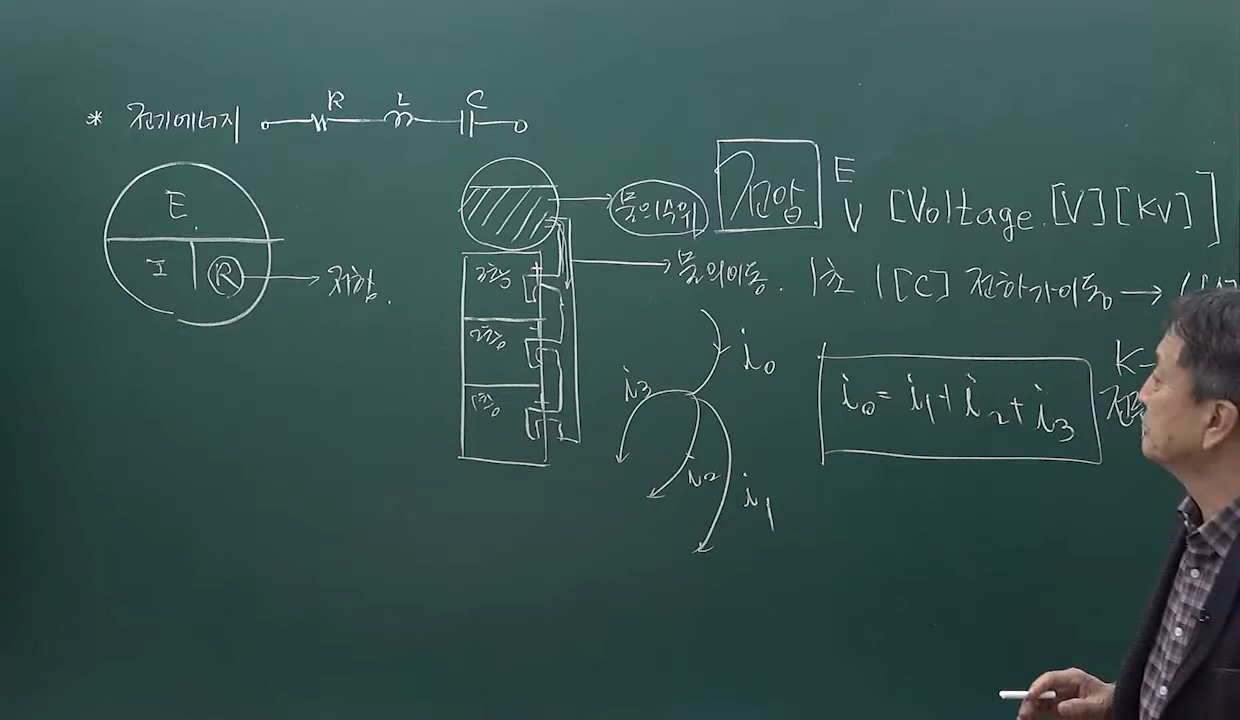 * 전기에너지 R L C
E
I R 저항.
물의 수위 전압 E
V [Voltage. [V] [KV]]
물의 이동. 1초 1[C] 전하가 이동 →
3층
2층
1층
i0
i3
i2
i1
i0 = i1 + i2 + i3
K-